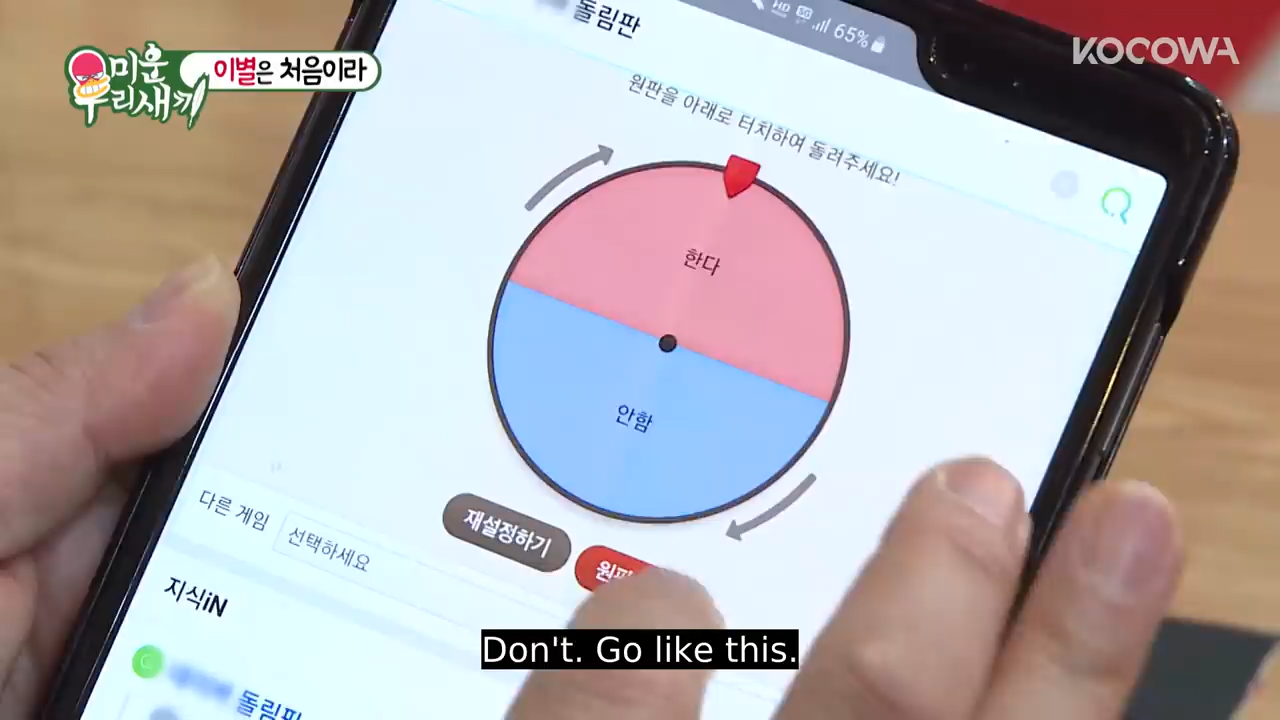 돌림판
HD 5G 65%
KOCOWA
미운
우리새끼
이별은 처음이라
원판을 아래로 터치하여 돌려주세요!
한다
안함
재설정하기
다른 게임
선택하세요
지식iN
돌림판
Don't. Go like this.